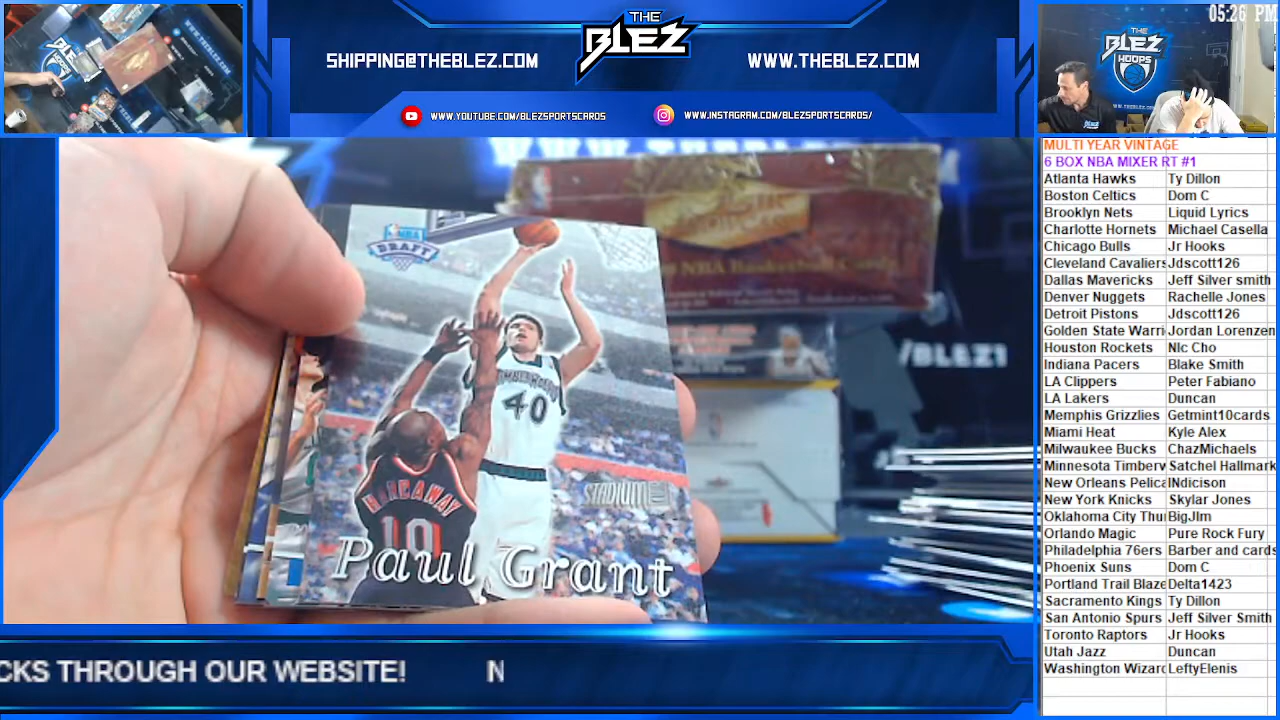 05:26 PM
THE
BLEZ
HOOPS
THE
BLEZ
SHIPPING@THEBLEZ.COM
WWW.THEBLEZ.COM
WWW.YOUTUBE.COM/BLEZSPORTSCARDS
WWW.INSTAGRAM.COM/BLEZSPORTSCARDS/
MULTI YEAR VINTAGE
6 BOX NBA MIXER RT #1
Atlanta Hawks Ty Dillon
Boston Celtics Dom C
Brooklyn Nets Liquid Lyrics
Charlotte Hornets Michael Casella
Chicago Bulls Jr Hooks
Cleveland Cavaliers Jdscott126
Dallas Mavericks Jeff Silver smith
Denver Nuggets Rachelle Jones
Detroit Pistons Jdscott126
Golden State Warri Jordan Lorenzen
Houston Rockets NIc Cho
Indiana Pacers Blake Smith
LA Clippers Peter Fabiano
LA Lakers Duncan
Memphis Grizzlies Getmint10cards
Miami Heat Kyle Alex
Milwaukee Bucks ChazMichaels
Minnesota Timberv Satchel Hallmark
New Orleans Pelica INdicison
New York Knicks Skylar Jones
Oklahoma City Thu BigJIm
Orlando Magic Pure Rock Fury
Philadelphia 76ers Barber and cards
Phoenix Suns Dom C
Portland Trail Blaze Delta1423
Sacramento Kings Ty Dillon
San Antonio Spurs Jeff Silver Smith
Toronto Raptors Jr Hooks
Utah Jazz Duncan
Washington Wizard LeftyElenis
NBA
DRAFT
40
HARDAWAY
10
STADIUM
Paul Grant
NBA Basketball Cards
/BLEZ1
CKS THROUGH OUR WEBSITE! N